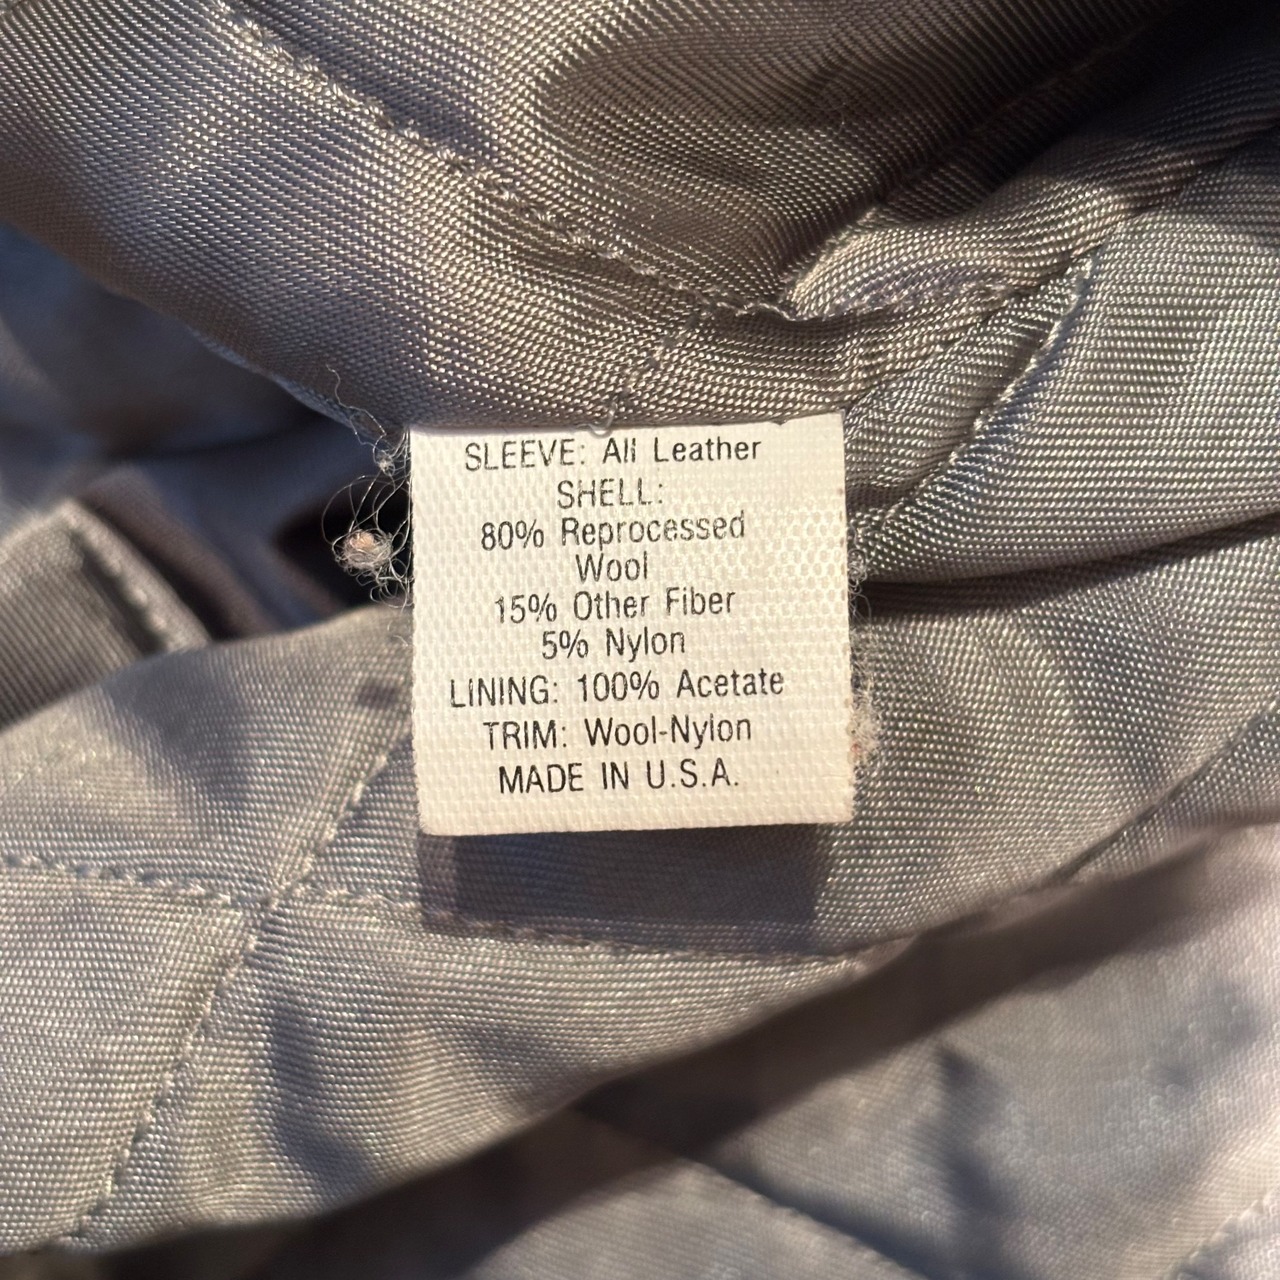 SLEEVE: All Leather
SHELL:
80% Reprocessed
Wool
15% Other Fiber
5% Nylon
LINING: 100% Acetate
TRIM: Wool-Nylon
MADE IN U.S.A.